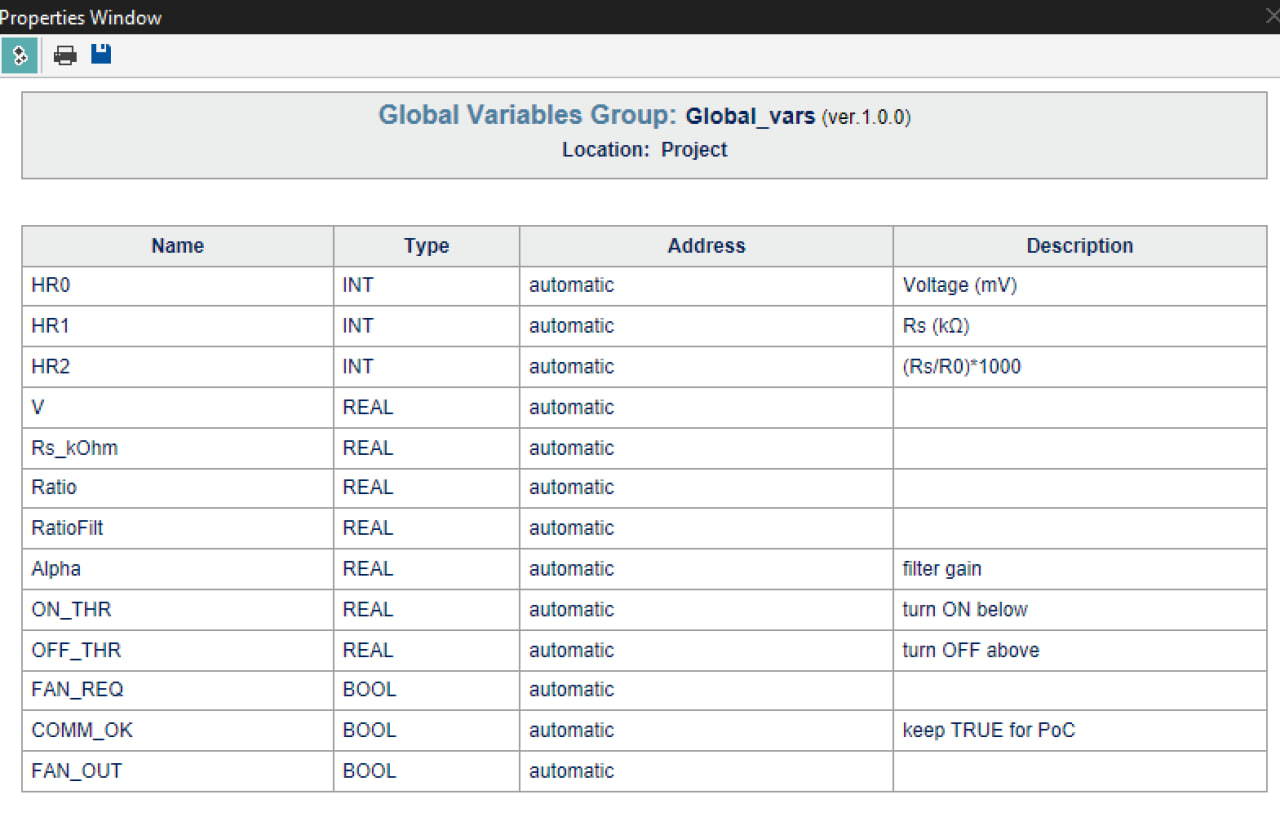 Properties Window
Global Variables Group: Global_vars (ver.1.0.0)
Location: Project
Name Type Address Description
HR0 INT automatic Voltage (mV)
HR1 INT automatic Rs (kΩ)
HR2 INT automatic (Rs/R0)*1000
V REAL automatic
Rs_kOhm REAL automatic
Ratio REAL automatic
RatioFilt REAL automatic
Alpha REAL automatic filter gain
ON_THR REAL automatic turn ON below
OFF_THR REAL automatic turn OFF above
FAN_REQ BOOL automatic
COMM_OK BOOL automatic keep TRUE for PoC
FAN_OUT BOOL automatic